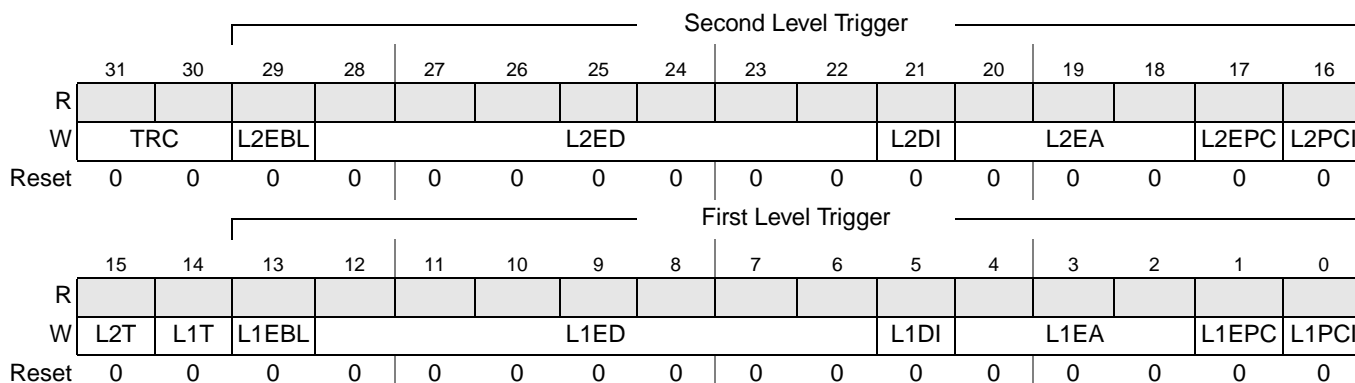 Second Level Trigger
31 30 29 28 27 26 25 24 23 22 21 20 19 18 17 16
R
W TRC L2EBL L2ED L2DI L2EA L2EPC L2PCI
Reset 0 0 0 0 0 0 0 0 0 0 0 0 0 0 0 0
First Level Trigger
15 14 13 12 11 10 9 8 7 6 5 4 3 2 1 0
R
W L2T L1T L1EBL L1ED L1DI L1EA L1EPC L1PCI
Reset 0 0 0 0 0 0 0 0 0 0 0 0 0 0 0 0